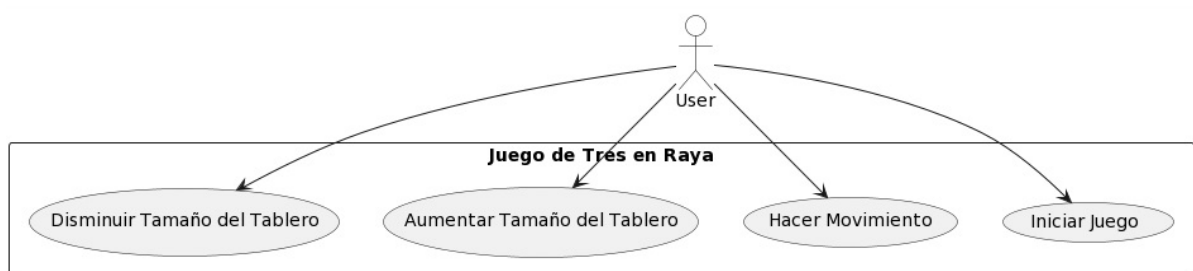 User
Juego de Tres en Raya
Disminuir Tamaño del Tablero
Aumentar Tamaño del Tablero
Hacer Movimiento
Iniciar Juego